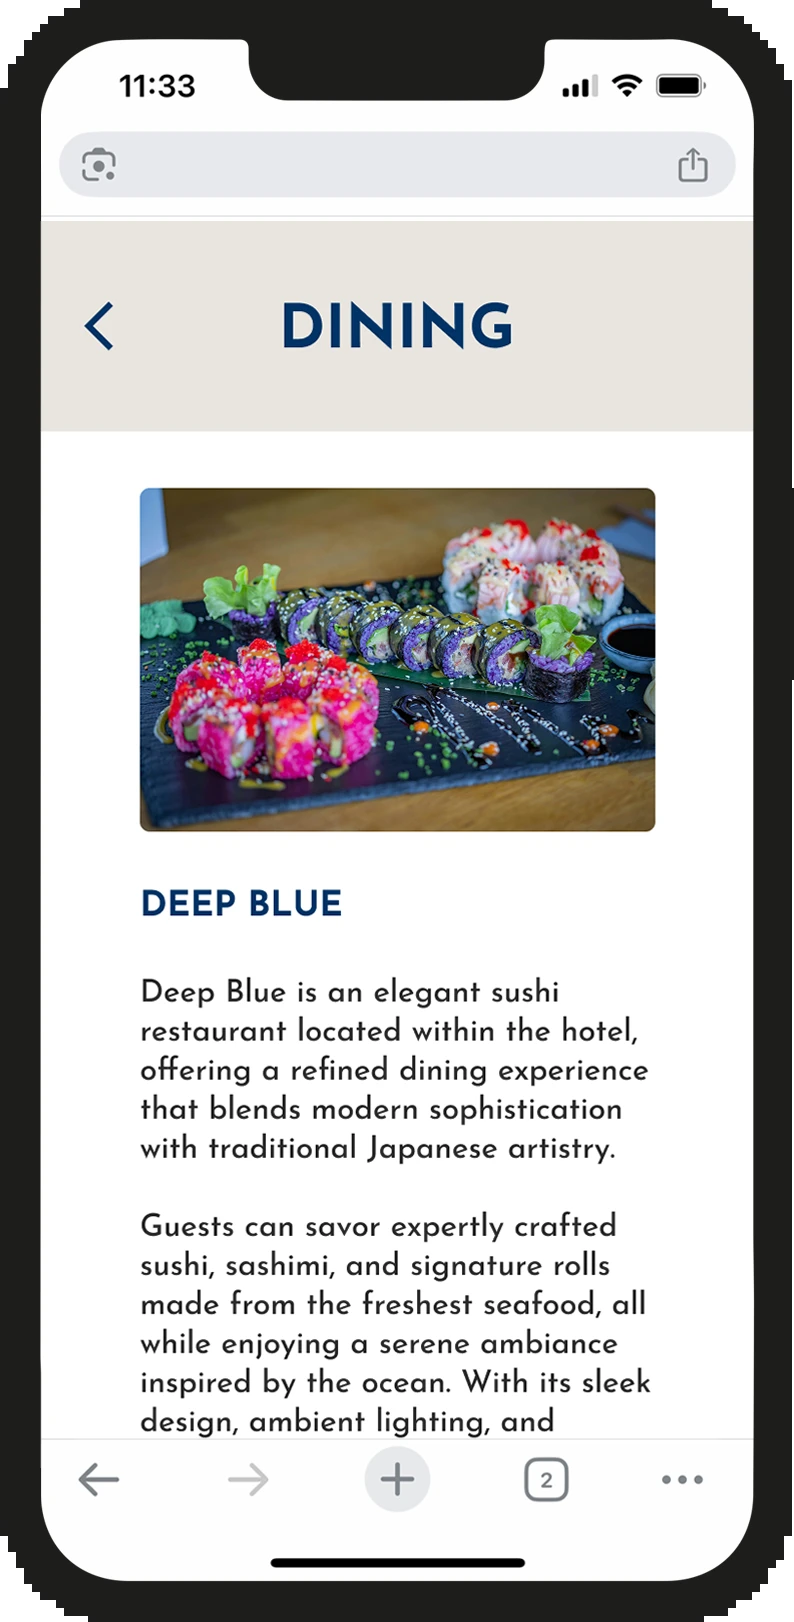 11:33
DINING
DEEP BLUE
Deep Blue is an elegant sushi
restaurant located within the hotel,
offering a refined dining experience
that blends modern sophistication
with traditional Japanese artistry.
Guests can savor expertly crafted
sushi, sashimi, and signature rolls
made from the freshest seafood, all
while enjoying a serene ambiance
inspired by the ocean. With its sleek
design, ambient lighting, and
2